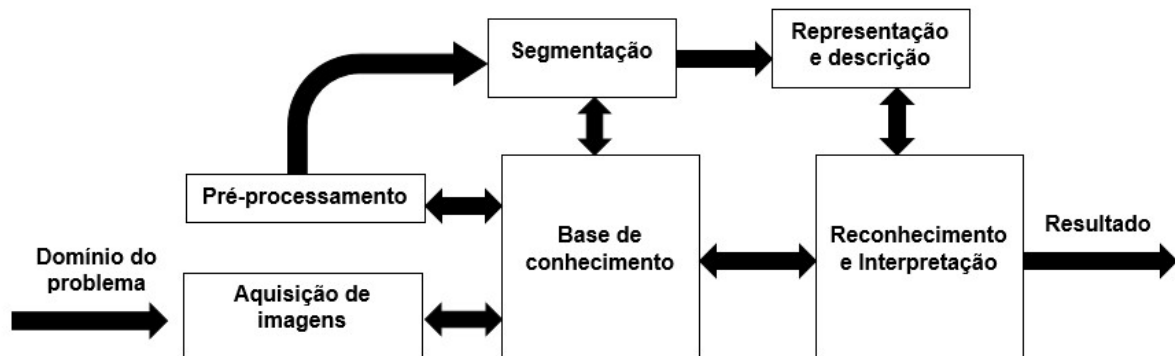 Segmentação
Representação
e descrição
Pré-processamento
Base de
conhecimento
Reconhecimento
e Interpretação
Resultado
Domínio do
problema
Aquisição de
imagens